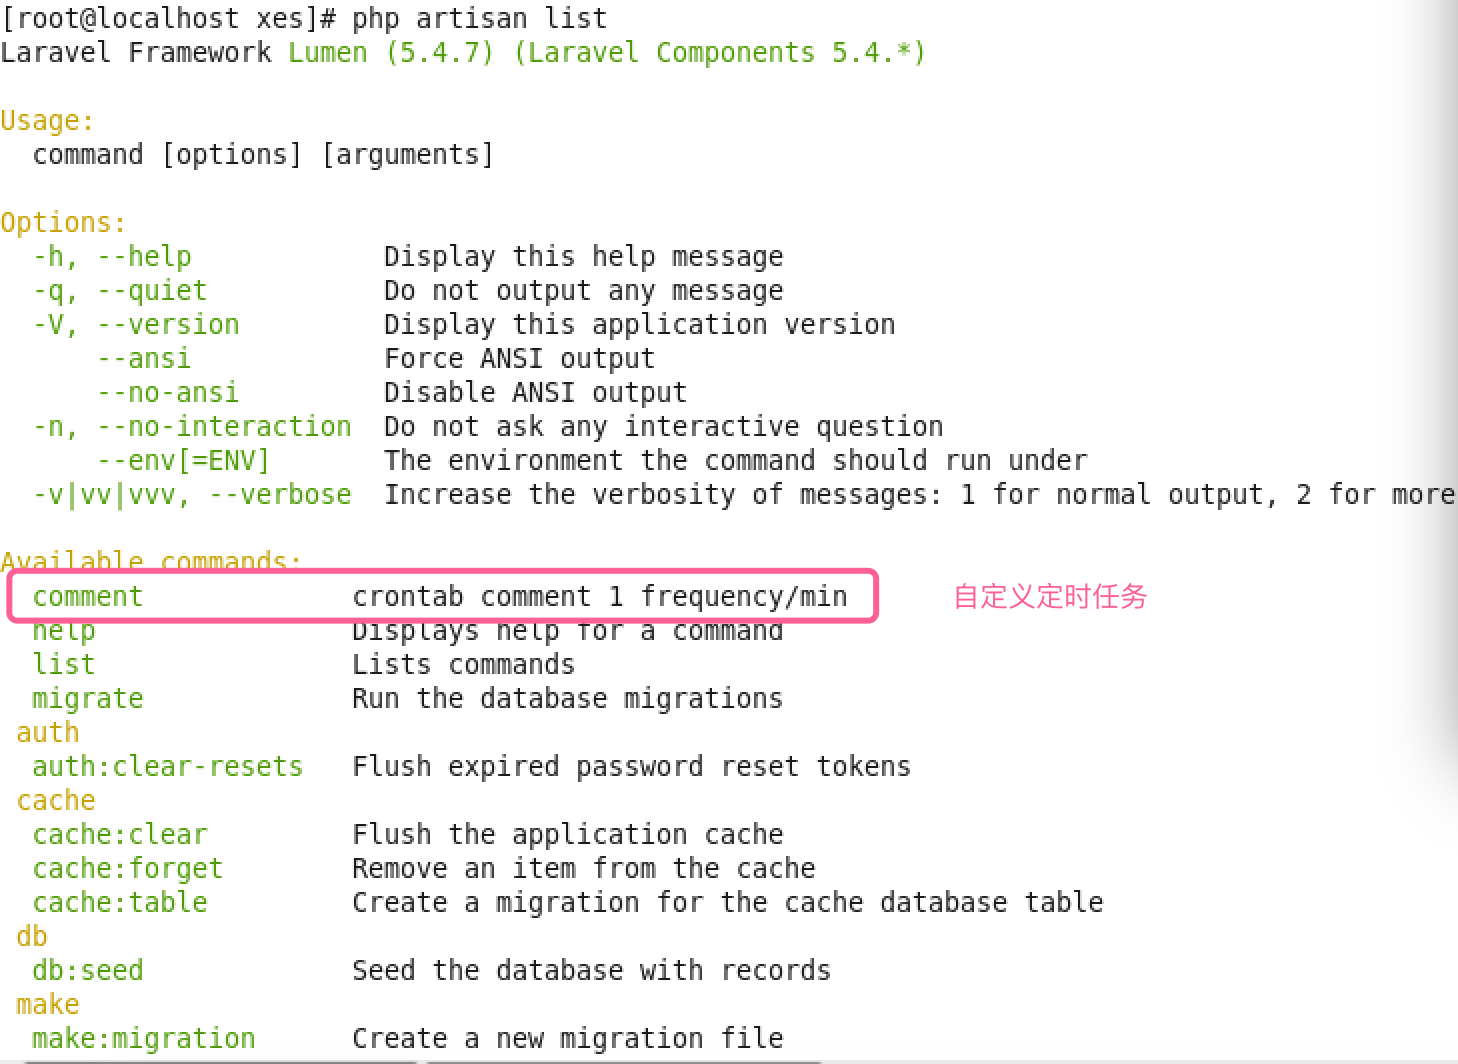 [root@localhost xes]# php artisan list
Laravel Framework Lumen (5.4.7) (Laravel Components 5.4.*)
Usage:
command [options] [arguments]
Options:
-h, --help Display this help message
-q, --quiet Do not output any message
-V, --version Display this application version
--ansi Force ANSI output
--no-ansi Disable ANSI output
-n, --no-interaction Do not ask any interactive question
--env[=ENV] The environment the command should run under
-v|vv|vvv, --verbose Increase the verbosity of messages: 1 for normal output, 2 for more
Available commands:
comment crontab comment 1 frequency/min 自定义定时任务
help Displays help for a command
list Lists commands
migrate Run the database migrations
auth
auth:clear-resets Flush expired password reset tokens
cache
cache:clear Flush the application cache
cache:forget Remove an item from the cache
cache:table Create a migration for the cache database table
db
db:seed Seed the database with records
make
make:migration Create a new migration file